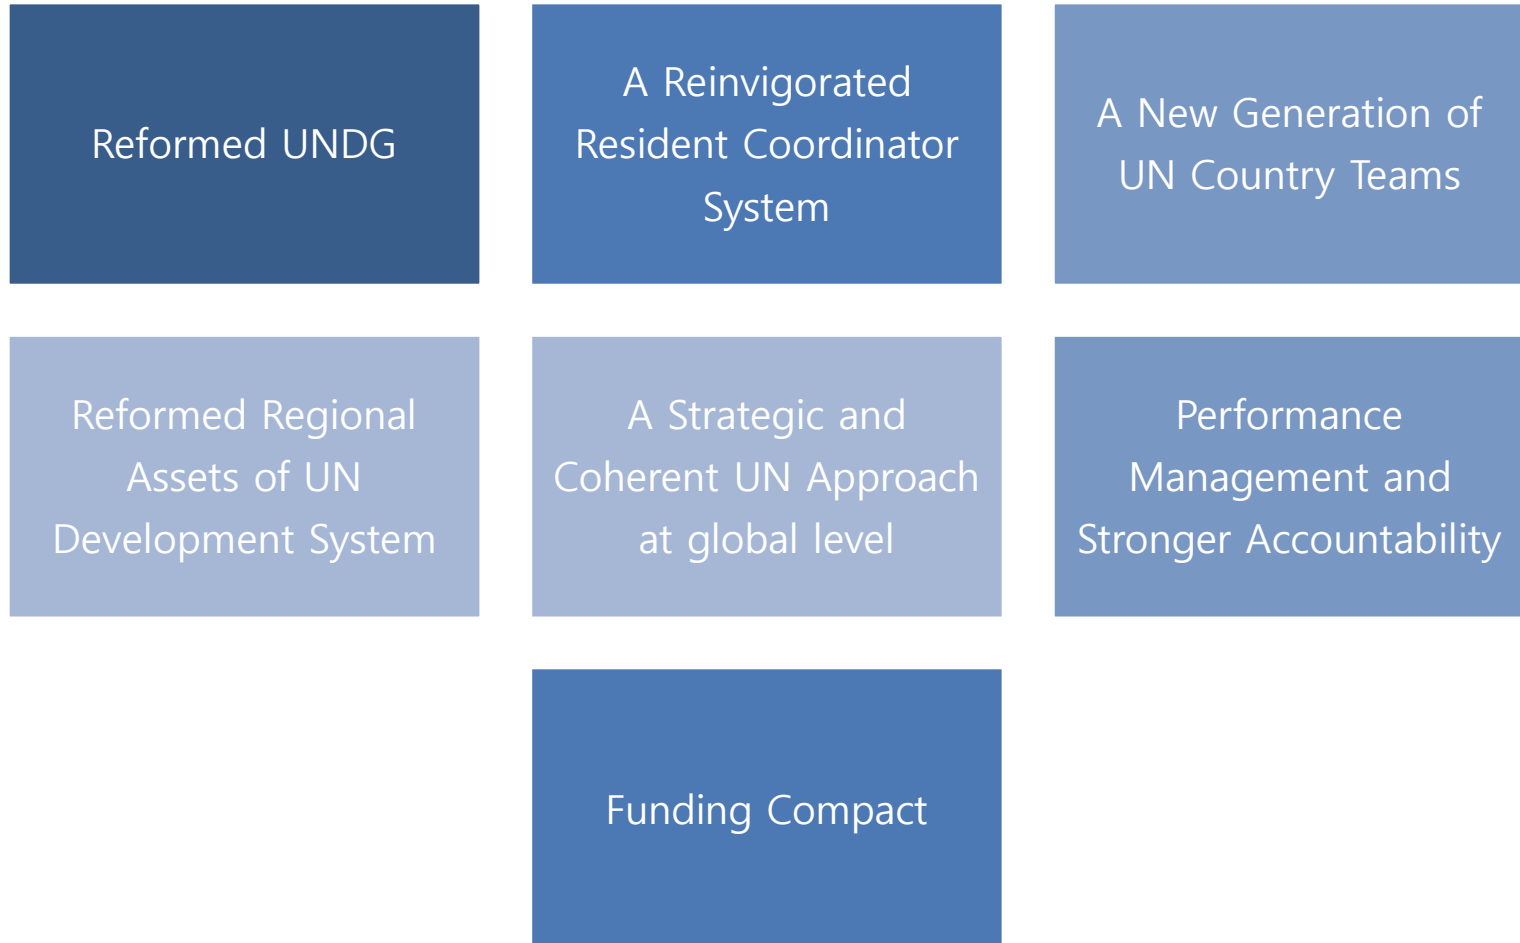 Reformed UNDG
A Reinvigorated
Resident Coordinator
System
A New Generation of
UN Country Teams
Reformed Regional
Assets of UN
Development System
A Strategic and
Coherent UN Approach
at global level
Performance
Management and
Stronger Accountability
Funding Compact